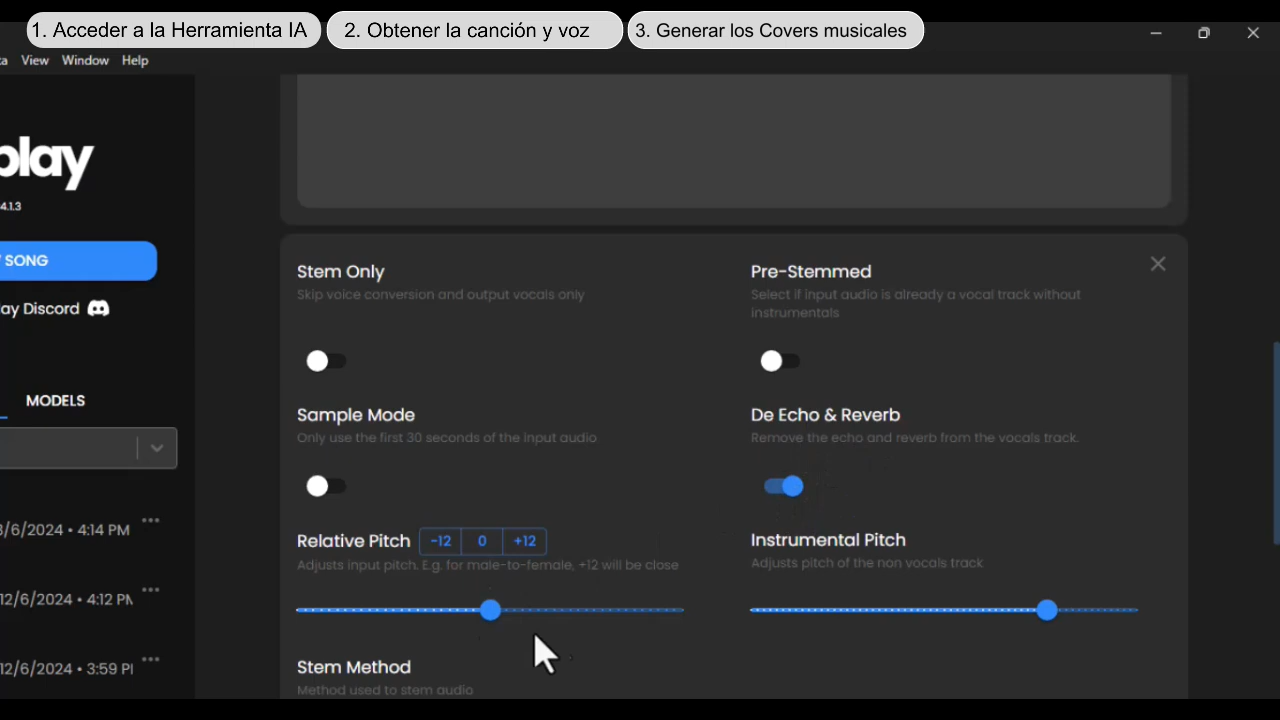 1. Acceder a la Herramienta IA
2. Obtener la canción y voz
3. Generar los Covers musicales
View Window Help
play
4.1.3
SONG
Discord
MODELS
/6/2024 • 4:14 PM
12/6/2024 • 4:12 PM
12/6/2024 • 3:59
Stem Only
Skip voice conversion and output vocals only
Pre-Stemmed
Select if input audio is already a vocal track without
instrumentals
Sample Mode
Only use the first 30 seconds of the input audio
De Echo & Reverb
Remove the echo and reverb from the vocals track.
Relative Pitch -12 0 +12
Adjusts input pitch. E.g. for male-to-female, +12 will be close
Instrumental Pitch
Adjusts pitch of the non vocals track
Stem Method
Method used to stem audio